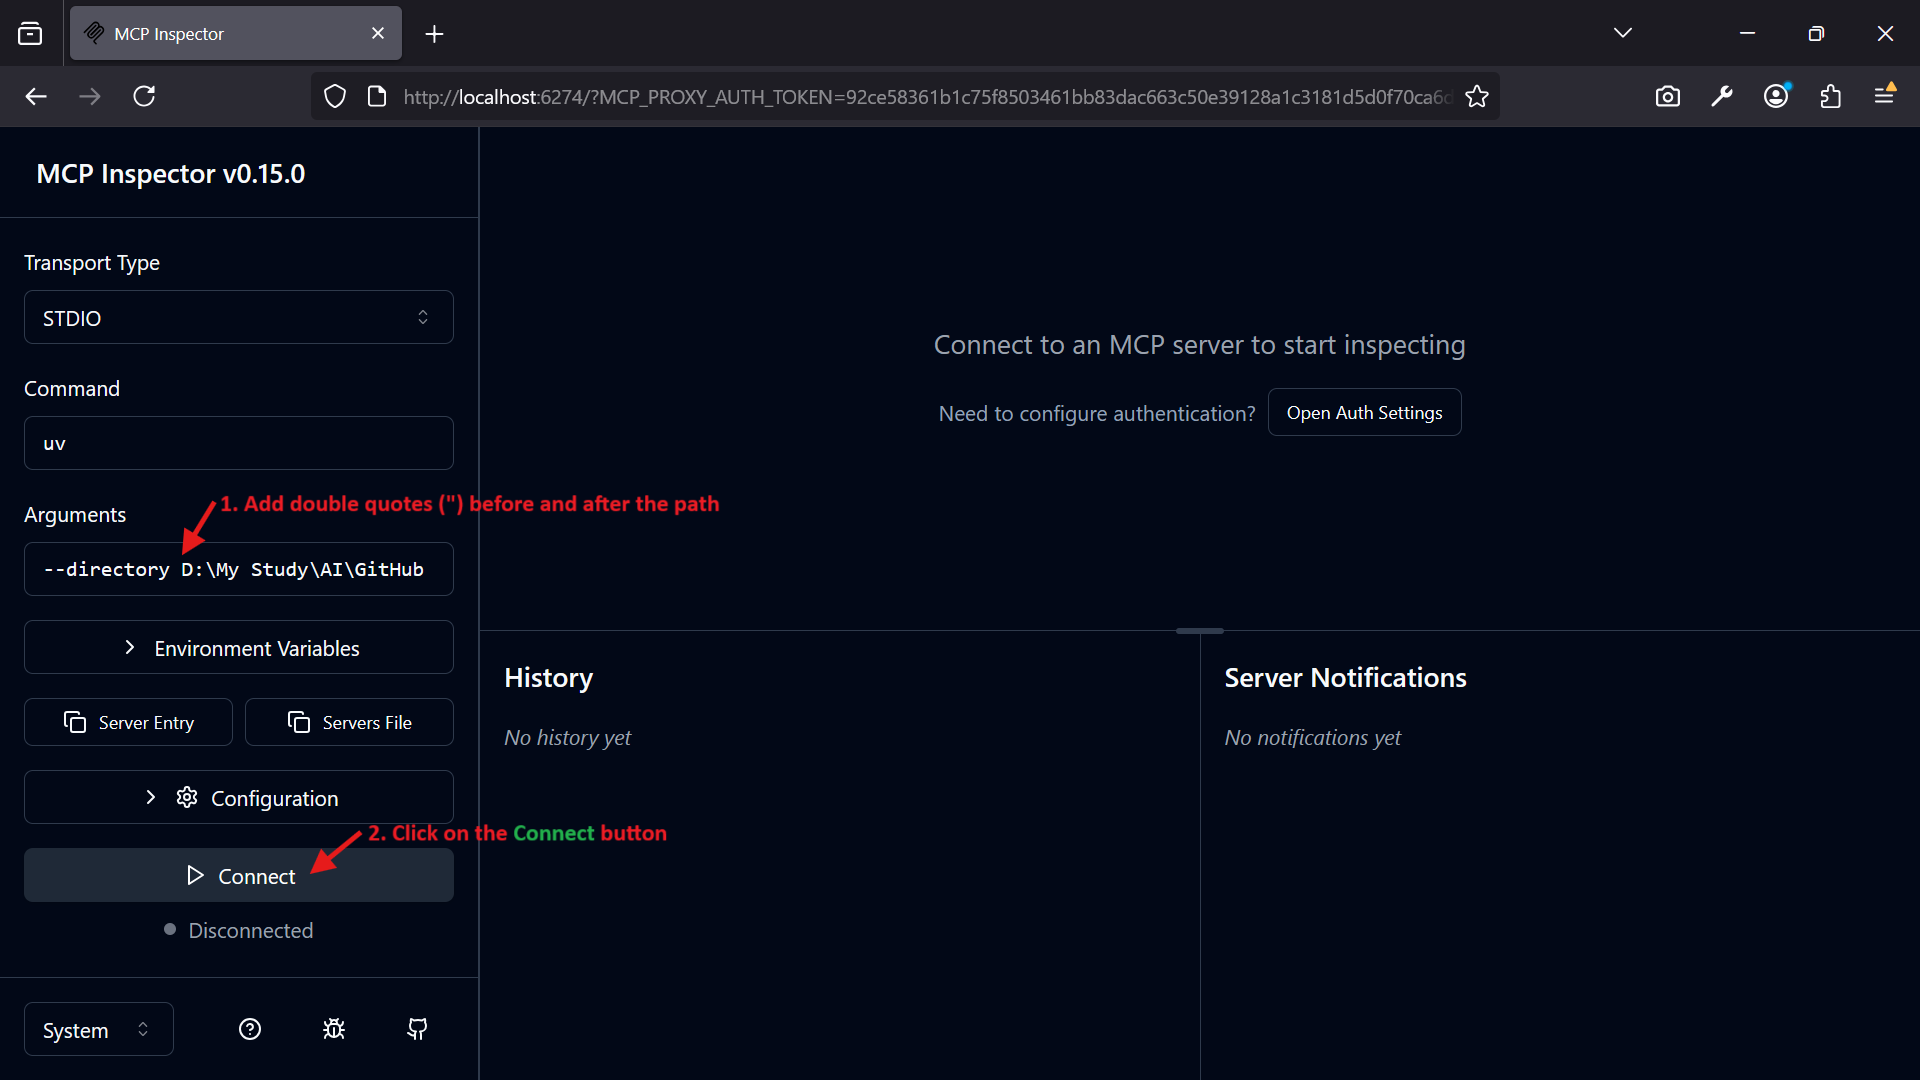 MCP Inspector
http://localhost:6274/?MCP_PROXY_AUTH_TOKEN=92ce58361b1c75f8503461bb83dac663c50e39128a1c3181d5d0f70ca6d
MCP Inspector v0.15.0
Transport Type
STDIO
Command
uv
Arguments
1. Add double quotes (") before and after the path
--directory D:\My Study\AI\GitHub
Environment Variables
Server Entry
Servers File
Configuration
2. Click on the Connect button
Connect
Disconnected
System
Connect to an MCP server to start inspecting
Need to configure authentication?
Open Auth Settings
History
No history yet
Server Notifications
No notifications yet